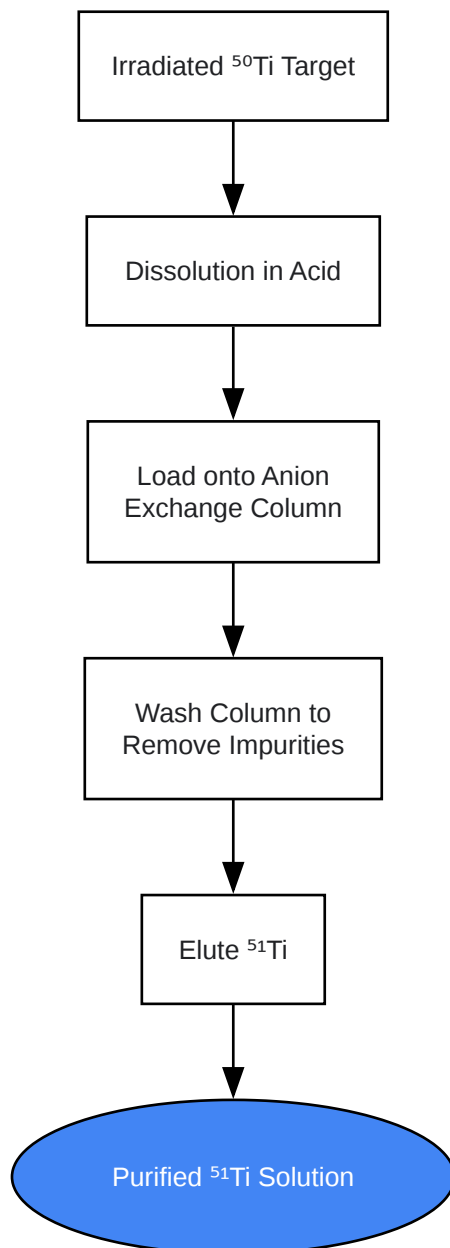 Irradiated ⁵⁰Ti Target
Dissolution in Acid
Load onto Anion
Exchange Column
Wash Column to
Remove Impurities
Elute ⁵¹Ti
Purified ⁵¹Ti Solution